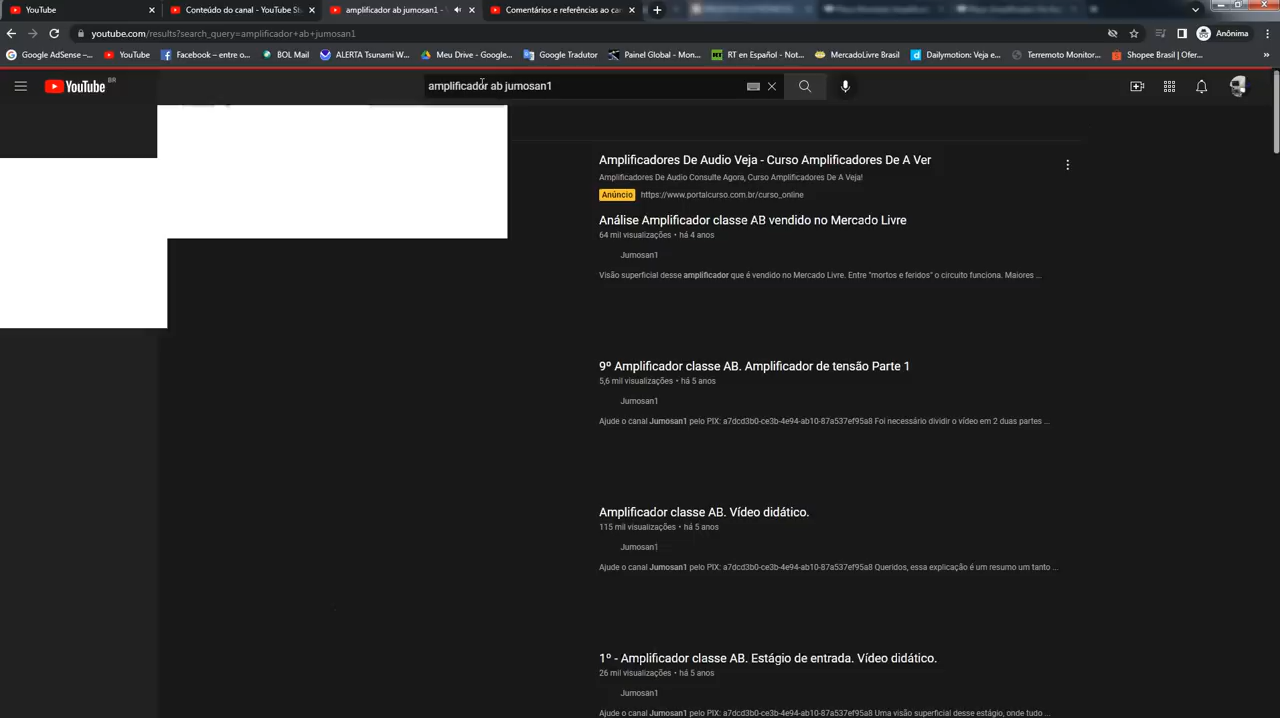 YouTube
Conteúdo do canal - YouTube St
amplificador ab jumosan1 -
Comentários e referências ao ca
youtube.com/results?search_query=amplificador+ab+jumosan1
Anônima
Google AdSense –...
YouTube
Facebook – entre o...
BOL Mail
ALERTA Tsunami W...
Meu Drive - Google...
Google Tradutor
Painel Global - Mon...
RT en Español - Not...
MercadoLivre Brasil
Dailymotion: Veja e...
Terremoto Monitor...
Shopee Brasil | Ofer...
YouTube BR
amplificador ab jumosan1
Amplificadores De Audio Veja - Curso Amplificadores De A Ver
Amplificadores De Audio Consulte Agora, Curso Amplificadores De A Veja!
Anúncio https://www.portalcurso.com.br/curso_online
Análise Amplificador classe AB vendido no Mercado Livre
64 mil visualizações • há 4 anos
Jumosan1
Visão superficial desse amplificador que é vendido no Mercado Livre. Entre "mortos e feridos" o circuito funciona. Maiores ...
9º Amplificador classe AB. Amplificador de tensão Parte 1
5,6 mil visualizações • há 5 anos
Jumosan1
Ajude o canal Jumosan1 pelo PIX: a7dcd3b0-ce3b-4e94-ab10-87a537ef95a8 Foi necessário dividir o vídeo em 2 duas partes ...
Amplificador classe AB. Vídeo didático.
115 mil visualizações • há 5 anos
Jumosan1
Ajude o canal Jumosan1 pelo PIX: a7dcd3b0-ce3b-4e94-ab10-87a537ef95a8 Queridos, essa explicação é um resumo um tanto ...
1º - Amplificador classe AB. Estágio de entrada. Vídeo didático.
26 mil visualizações • há 5 anos
Jumosan1
Ajude o canal Jumosan1 pelo PIX: a7dcd3b0-ce3b-4e94-ab10-87a537ef95a8 Uma visão superficial desse estágio, onde tudo ...